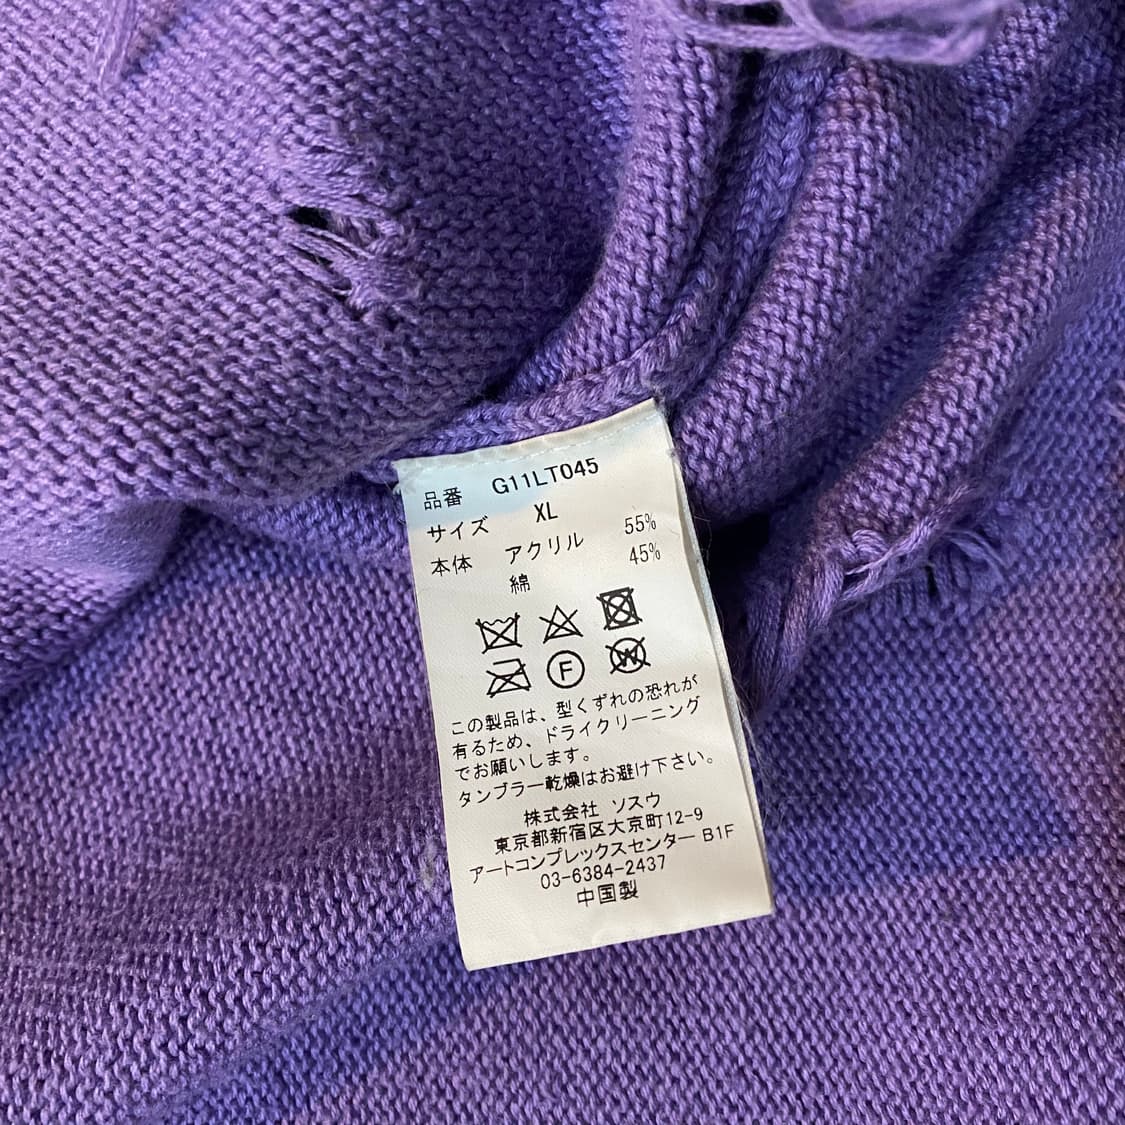 品番 G11LT045
サイズ XL
本体 アクリル 55%
綿 45%
F
W
この製品は、型くずれの恐れが
有るため、ドライクリーニング
でお願いします。
タンブラー乾燥はお避け下さい。
株式会社 ソスウ
東京都新宿区大京町12-9
アートコンプレックスセンター B1F
03-6384-2437
中国製